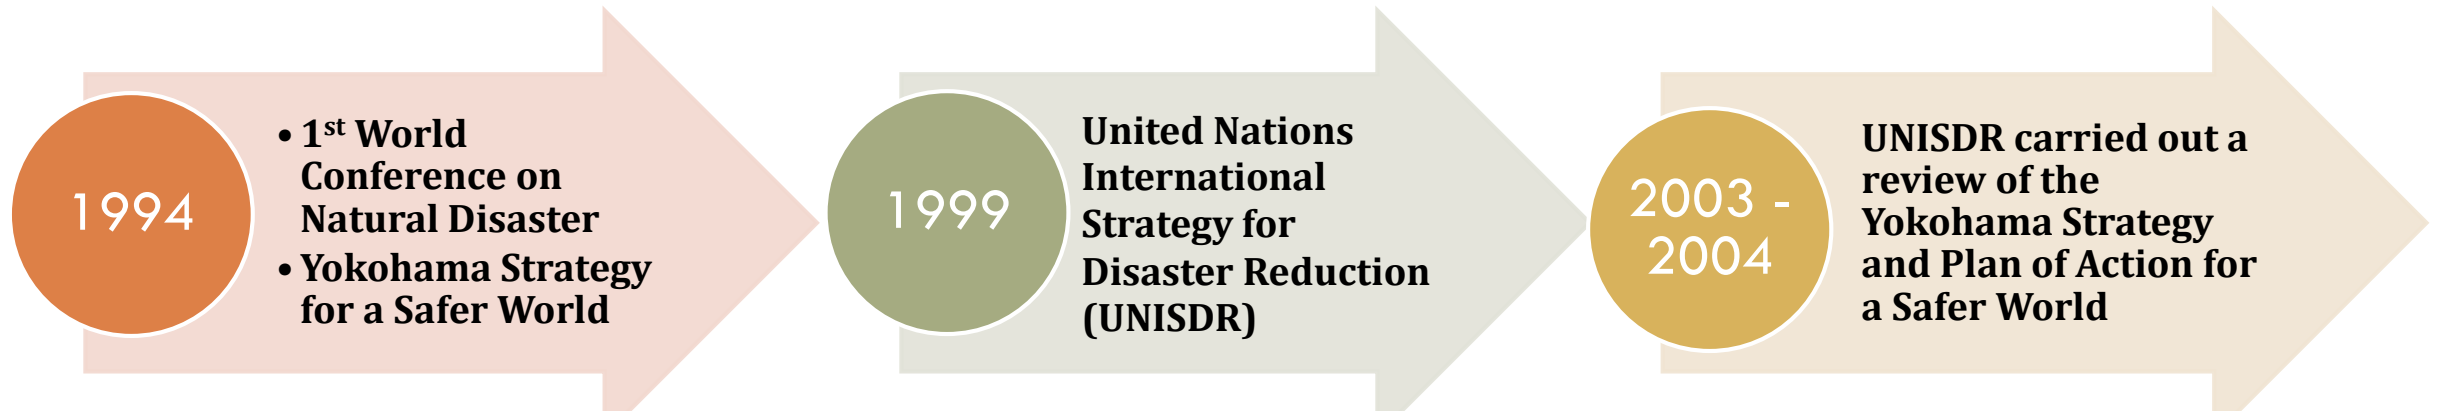 1994
• 1st World
Conference on
Natural Disaster
• Yokohama Strategy
for a Safer World
1999
United Nations
International
Strategy for
Disaster Reduction
(UNISDR)
2003 -
2004
UNISDR carried out a
review of the
Yokohama Strategy
and Plan of Action for
a Safer World